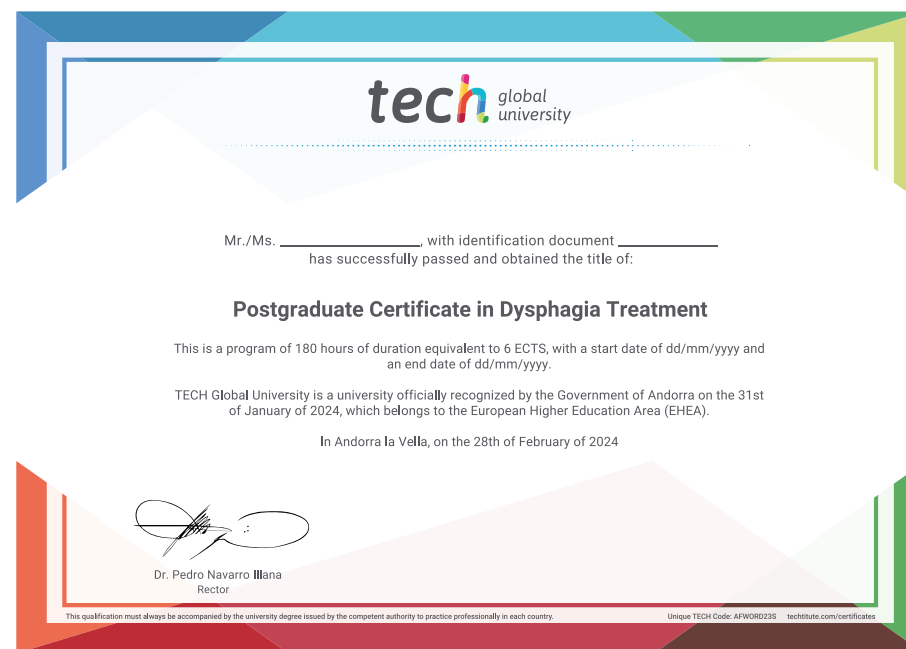 tech global university
Mr./Ms. ____________________, with identification document ______________
has successfully passed and obtained the title of:
Postgraduate Certificate in Dysphagia Treatment
This is a program of 180 hours of duration equivalent to 6 ECTS, with a start date of dd/mm/yyyy and
an end date of dd/mm/yyyy.
TECH Global University is a university officially recognized by the Government of Andorra on the 31st
of January of 2024, which belongs to the European Higher Education Area (EHEA).
In Andorra la Vella, on the 28th of February of 2024
Dr. Pedro Navarro Illana
Rector
This qualification must always be accompanied by the university degree issued by the competent authority to practice professionally in each country.
Unique TECH Code: AFWORD23S techtitute.com/certificates